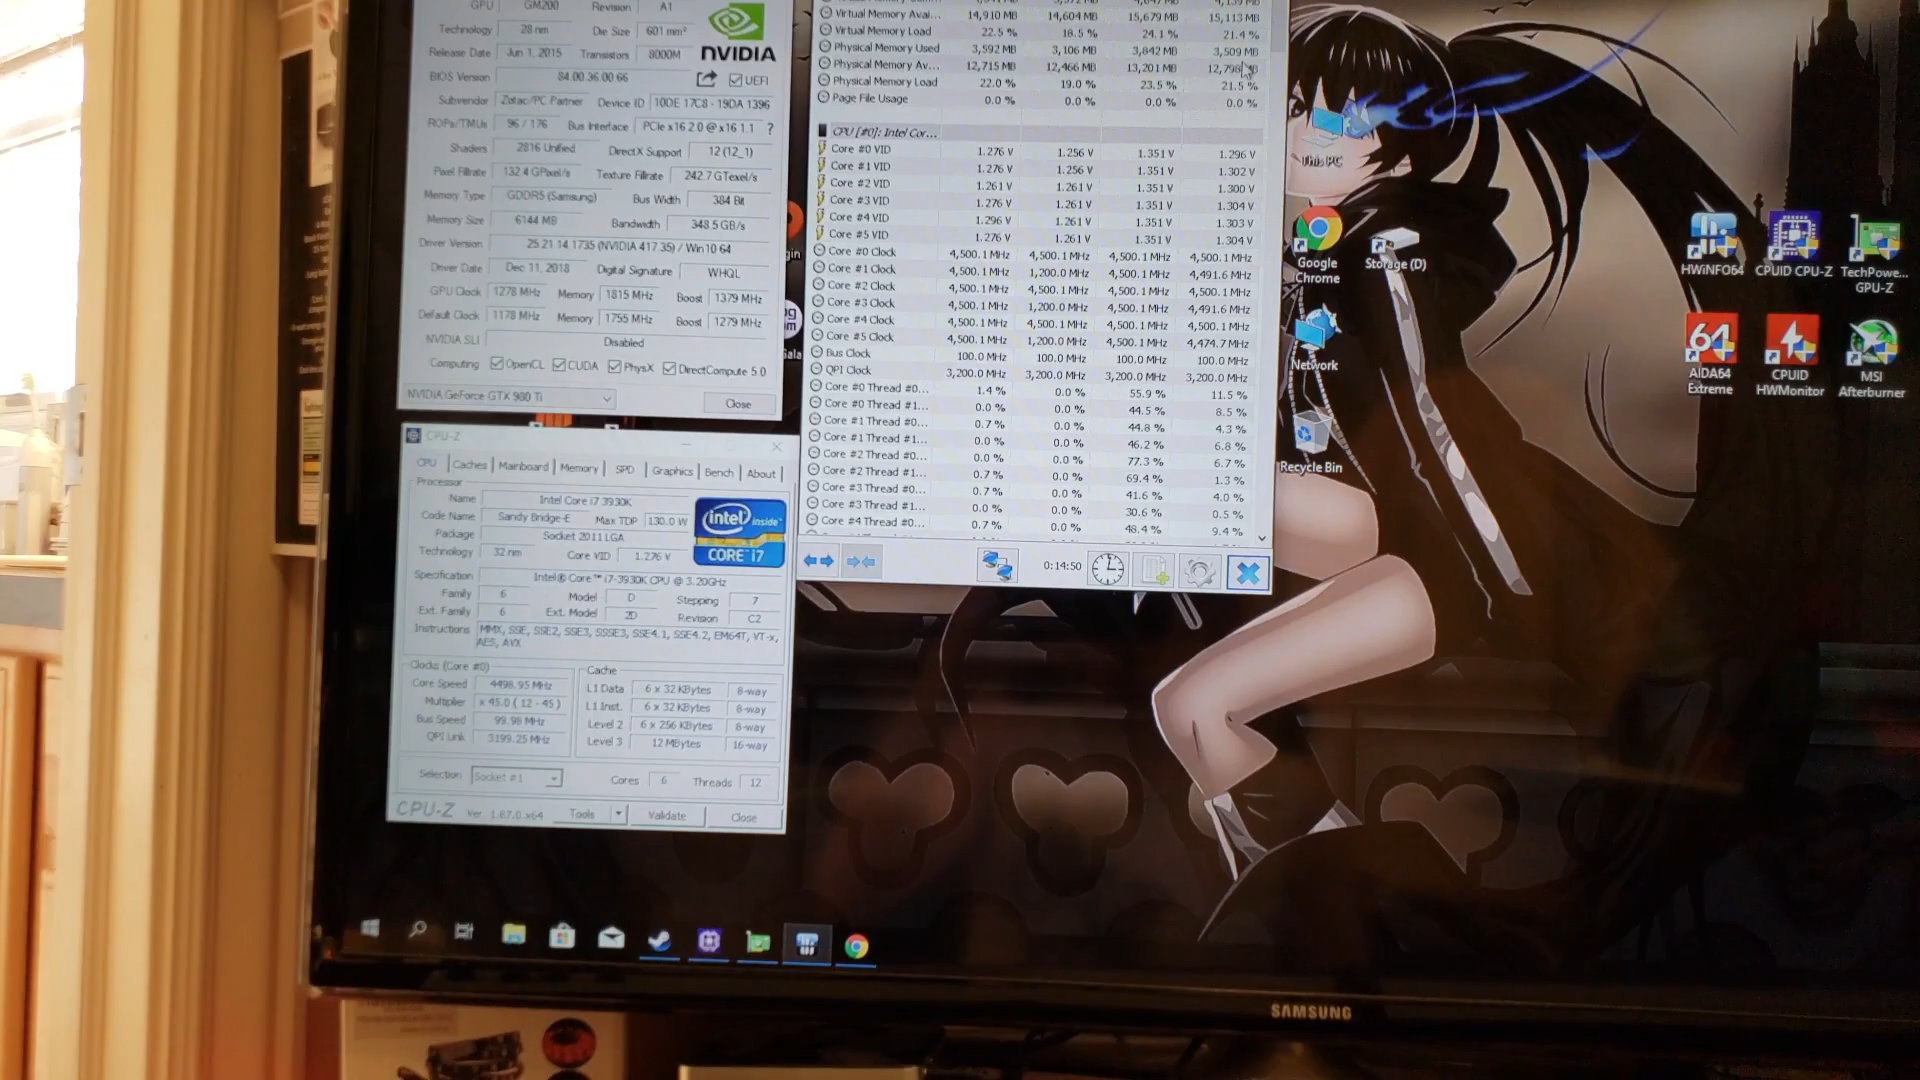 GPU GM200 Revision A1
Technology 28 nm Die Size 601 mm²
Release Date Jun 1, 2015 Transistors 8000M
NVIDIA
BIOS Version 84.00.36.00.66 UEFI
Subvendor Zotac/PC Partner Device ID 10DE 17C8 - 19DA 1396
ROPs/TMUs 96 / 176 Bus Interface PCIe x16 2.0 @ x16 1.1 ?
Shaders 2816 Unified DirectX Support 12 (12_1)
Pixel Fillrate 132.4 GPixel/s Texture Fillrate 242.7 GTexel/s
Memory Type GDDR5 (Samsung) Bus Width 384 Bit
Memory Size 6144 MB Bandwidth 348.5 GB/s
Driver Version 25.21.14.1735 (NVIDIA 417.35) / Win10 64
Driver Date Dec 11, 2018 Digital Signature WHQL
GPU Clock 1278 MHz Memory 1815 MHz Boost 1379 MHz
Default Clock 1178 MHz Memory 1755 MHz Boost 1279 MHz
NVIDIA SLI Disabled
Computing OpenCL CUDA PhysX DirectCompute 5.0
NVIDIA GeForce GTX 980 Ti Close
CPU-Z
CPU Caches Mainboard Memory SPD Graphics Bench About
Processor
Name Intel Core i7 3930K
Code Name Sandy Bridge-E Max TDP 130.0 W
Package Socket 2011 LGA
Technology 32 nm Core VID 1.276 V
intel inside™
CORE™ i7
Specification Intel® Core™ i7-3930K CPU @ 3.20GHz
Family 6 Model D Stepping 7
Ext. Family 6 Ext. Model 2D Revision C2
Instructions MMX, SSE, SSE2, SSE3, SSSE3, SSE4.1, SSE4.2, EM64T, VT-x,
AES, AVX
Clocks (Core #0) Cache
Core Speed 4498.95 MHz L1 Data 6 x 32 KBytes 8-way
Multiplier x 45.0 ( 12 - 45 ) L1 Inst. 6 x 32 KBytes 8-way
Bus Speed 99.98 MHz Level 2 6 x 256 KBytes 8-way
QPI Link 3199.25 MHz Level 3 12 MBytes 16-way
Selection Socket #1 Cores 6 Threads 12
CPU-Z Ver. 1.87.0.x64 Tools Validate Close
Virtual Memory Avai... 14,910 MB 14,604 MB 15,679 MB 15,113 MB
Virtual Memory Load 22.5 % 18.5 % 24.1 % 21.4 %
Physical Memory Used 3,592 MB 3,106 MB 3,842 MB 3,509 MB
Physical Memory Av... 12,715 MB 12,466 MB 13,201 MB 12,798 MB
Physical Memory Load 22.0 % 19.0 % 23.5 % 21.5 %
Page File Usage 0.0 % 0.0 % 0.0 % 0.0 %
CPU [#0]: Intel Cor...
Core #0 VID 1.276 V 1.256 V 1.351 V 1.296 V
Core #1 VID 1.276 V 1.256 V 1.351 V 1.302 V
Core #2 VID 1.261 V 1.261 V 1.351 V 1.300 V
Core #3 VID 1.276 V 1.261 V 1.351 V 1.304 V
Core #4 VID 1.296 V 1.261 V 1.351 V 1.303 V
Core #5 VID 1.276 V 1.261 V 1.351 V 1.304 V
Core #0 Clock 4,500.1 MHz 4,500.1 MHz 4,500.1 MHz 4,500.1 MHz
Core #1 Clock 4,500.1 MHz 1,200.0 MHz 4,500.1 MHz 4,491.6 MHz
Core #2 Clock 4,500.1 MHz 4,500.1 MHz 4,500.1 MHz 4,500.1 MHz
Core #3 Clock 4,500.1 MHz 1,200.0 MHz 4,500.1 MHz 4,491.6 MHz
Core #4 Clock 4,500.1 MHz 4,500.1 MHz 4,500.1 MHz 4,500.1 MHz
Core #5 Clock 4,500.1 MHz 1,200.0 MHz 4,500.1 MHz 4,474.7 MHz
Bus Clock 100.0 MHz 100.0 MHz 100.0 MHz 100.0 MHz
QPI Clock 3,200.0 MHz 3,200.0 MHz 3,200.0 MHz 3,200.0 MHz
Core #0 Thread #0... 1.4 % 0.0 % 55.9 % 11.5 %
Core #0 Thread #1... 0.0 % 0.0 % 44.5 % 8.5 %
Core #1 Thread #0... 0.7 % 0.0 % 44.8 % 4.3 %
Core #1 Thread #1... 0.0 % 0.0 % 46.2 % 6.8 %
Core #2 Thread #0... 0.0 % 0.0 % 77.3 % 6.7 %
Core #2 Thread #1... 0.7 % 0.0 % 69.4 % 1.3 %
Core #3 Thread #0... 0.7 % 0.0 % 41.6 % 4.0 %
Core #3 Thread #1... 0.0 % 0.0 % 30.6 % 0.5 %
Core #4 Thread #0... 0.7 % 0.0 % 48.4 % 9.4 %
0:14:50
This PC
Google Chrome
Storage (D)
Network
Recycle Bin
HWiNFO64
CPUID CPU-Z
TechPowe... GPU-Z
64
AIDA64 Extreme
CPUID HWMonitor
MSI Afterburner
SAMSUNG